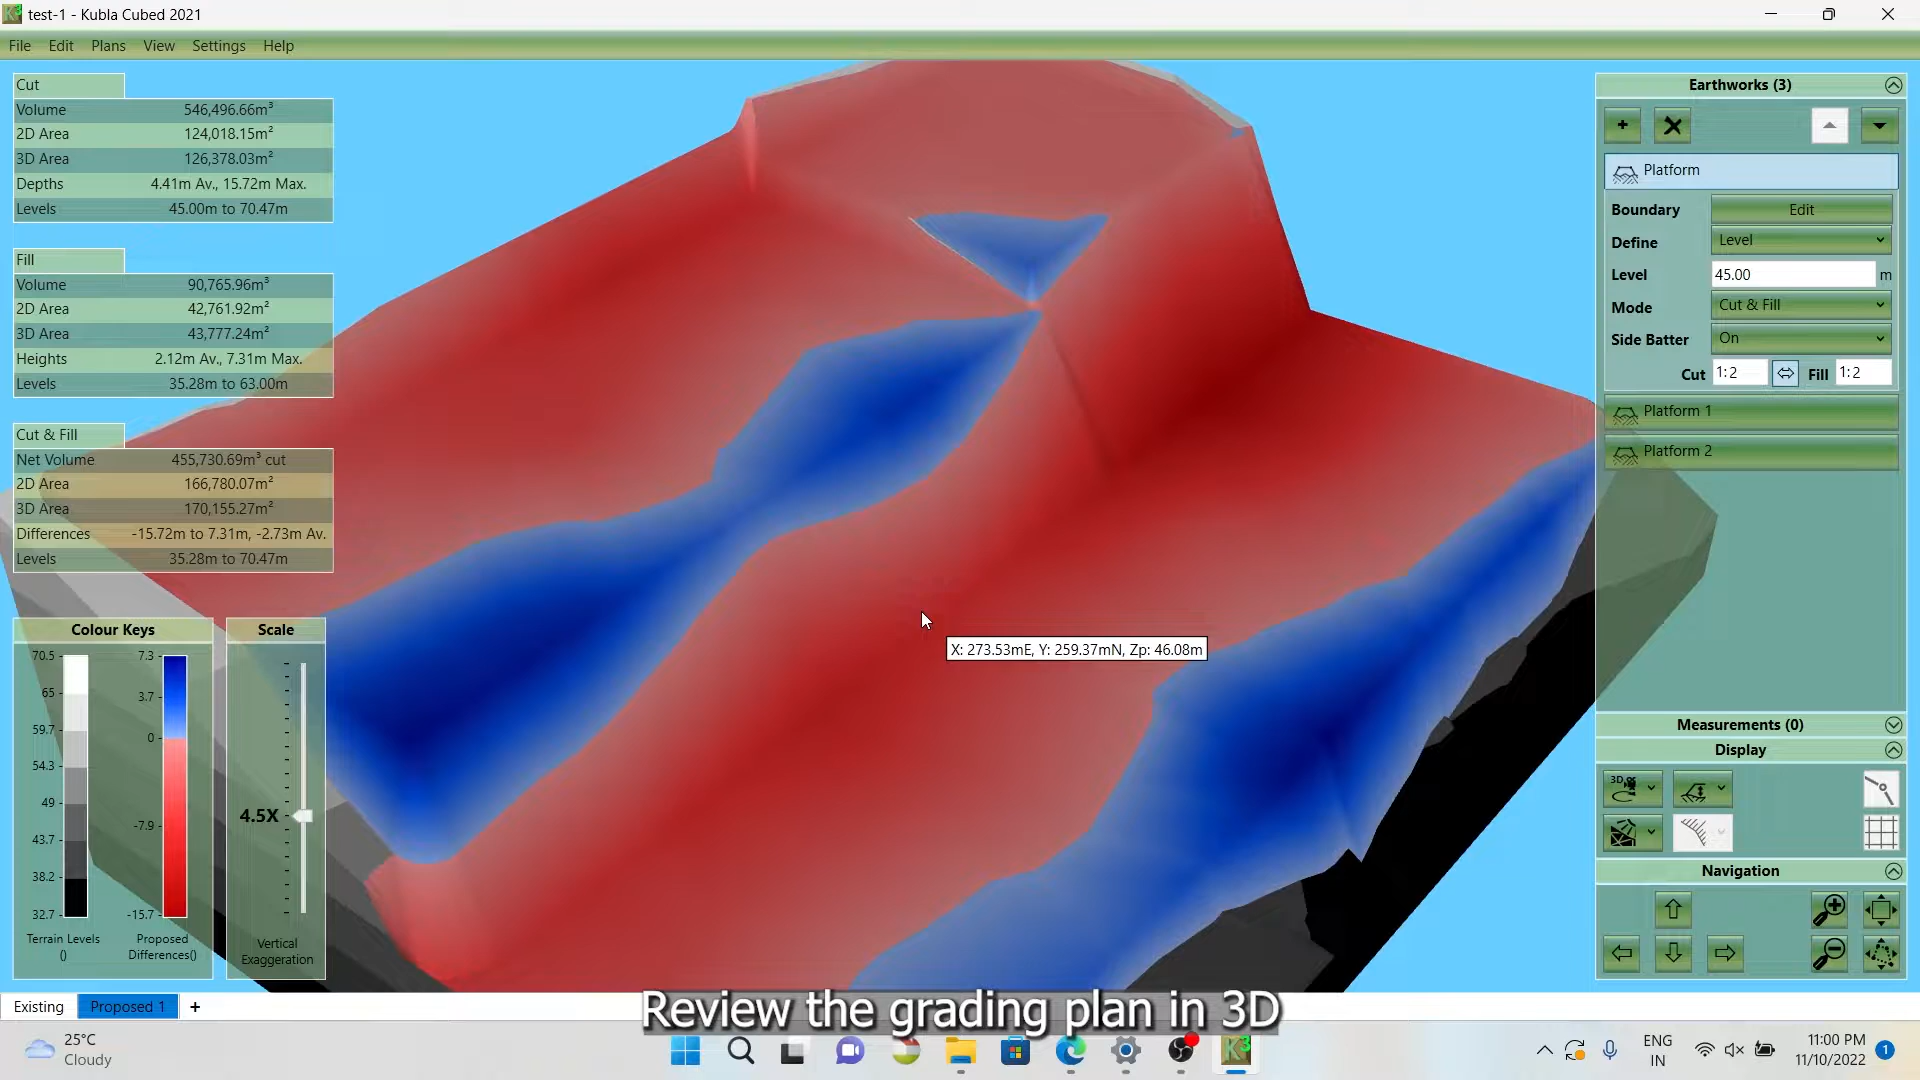 test-1 - Kubla Cubed 2021
File Edit Plans View Settings Help
Cut
Volume 546,496.66m³
2D Area 124,018.15m²
3D Area 126,378.03m²
Depths 4.41m Av., 15.72m Max.
Levels 45.00m to 70.47m
Fill
Volume 90,765.96m³
2D Area 42,761.92m²
3D Area 43,777.24m²
Heights 2.12m Av., 7.31m Max.
Levels 35.28m to 63.00m
Cut & Fill
Net Volume 455,730.69m³ cut
2D Area 166,780.07m²
3D Area 170,155.27m²
Differences -15.72m to 7.31m, -2.73m Av.
Levels 35.28m to 70.47m
Colour Keys
70.5
65
59.7
54.3
49
43.7
38.2
32.7
Terrain Levels
()
7.3
3.7
0
-7.9
-15.7
Proposed
Differences()
Scale
4.5X
Vertical
Exaggeration
X: 273.53mE, Y: 259.37mN, Zp: 46.08m
Earthworks (3)
Platform
Boundary Edit
Define Level
Level 45.00 m
Mode Cut & Fill
Side Batter On
Cut 1:2 Fill 1:2
Platform 1
Platform 2
Measurements (0)
Display
3D
Navigation
Existing Proposed 1 +
Review the grading plan in 3D
25°C
Cloudy
ENG
IN
11:00 PM
11/10/2022
1